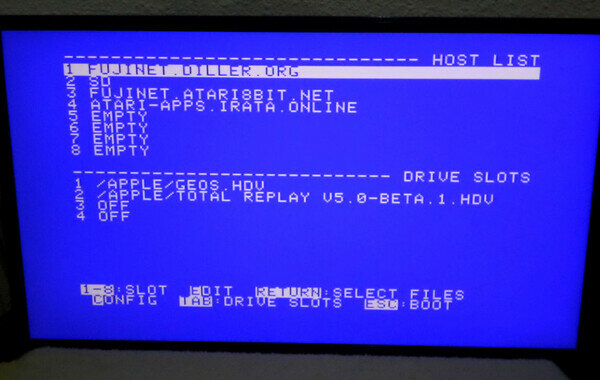 ------------------------------ HOST LIST
1 FUJINET.DILLER.ORG
2 SD
3 FUJINET.ATARI8BIT.NET
4 ATARI-APPS.IRATA.ONLINE
5 EMPTY
6 EMPTY
7 EMPTY
8 EMPTY
--------------------------- DRIVE SLOTS
1 /APPLE/GEOS.HDV
2 /APPLE/TOTAL REPLAY V5.0-BETA.1.HDV
3 OFF
4 OFF
1-8:SLOT EDIT RETURN:SELECT FILES
CONFIG TAB:DRIVE SLOTS ESC:BOOT